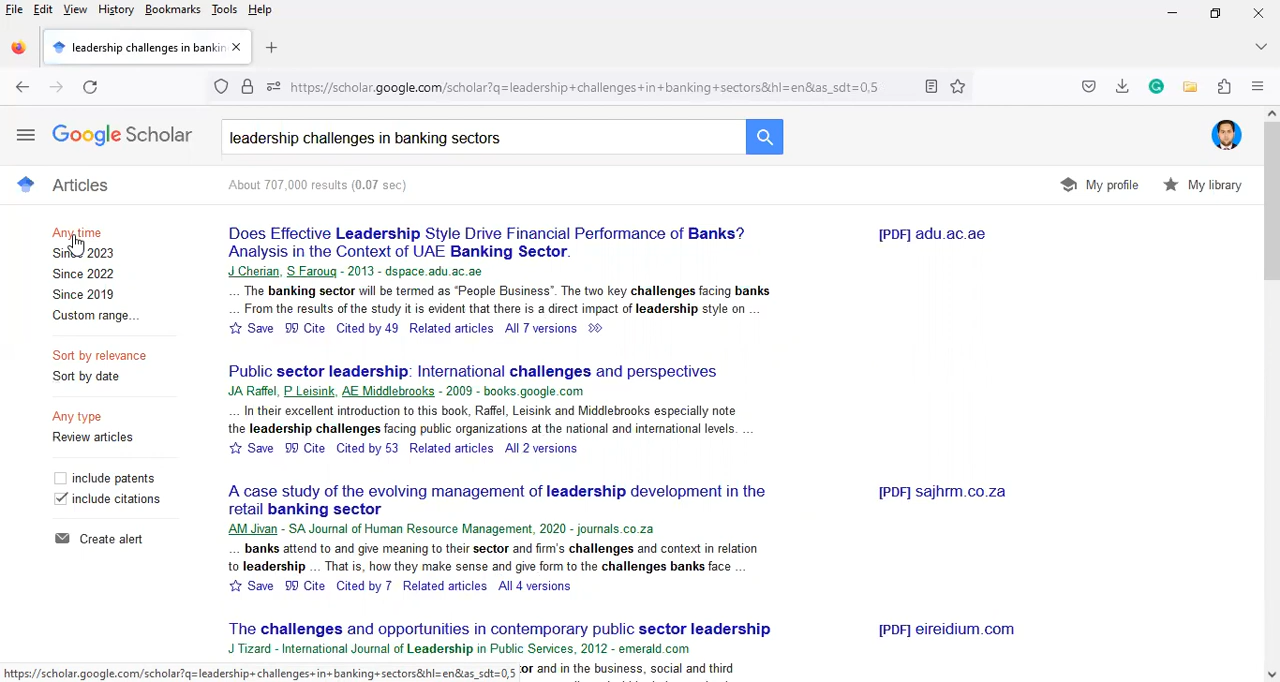 File Edit View History Bookmarks Tools Help
leadership challenges in bankin
https://scholar.google.com/scholar?q=leadership+challenges+in+banking+sectors&hl=en&as_sdt=0,5
Google Scholar
leadership challenges in banking sectors
Articles
About 707,000 results (0.07 sec)
My profile
My library
Any time
Since 2023
Since 2022
Since 2019
Custom range...
Sort by relevance
Sort by date
Any type
Review articles
include patents
include citations
Create alert
Does Effective Leadership Style Drive Financial Performance of Banks?
Analysis in the Context of UAE Banking Sector.
J Cherian, S Farouq - 2013 - dspace.adu.ac.ae
... The banking sector will be termed as “People Business”. The two key challenges facing banks
... From the results of the study it is evident that there is a direct impact of leadership style on ...
Save Cite Cited by 49 Related articles All 7 versions
[PDF] adu.ac.ae
Public sector leadership: International challenges and perspectives
JA Raffel, P Leisink, AE Middlebrooks - 2009 - books.google.com
... In their excellent introduction to this book, Raffel, Leisink and Middlebrooks especially note
the leadership challenges facing public organizations at the national and international levels. ...
Save Cite Cited by 53 Related articles All 2 versions
A case study of the evolving management of leadership development in the
retail banking sector
AM Jivan - SA Journal of Human Resource Management, 2020 - journals.co.za
... banks attend to and give meaning to their sector and firm's challenges and context in relation
to leadership ... That is, how they make sense and give form to the challenges banks face ...
Save Cite Cited by 7 Related articles All 4 versions
[PDF] sajhrm.co.za
The challenges and opportunities in contemporary public sector leadership
J Tizard - International Journal of Leadership in Public Services, 2012 - emerald.com
or and in the business, social and third
[PDF] eireidium.com
https://scholar.google.com/scholar?q=leadership+challenges+in+banking+sectors&hl=en&as_sdt=0,5